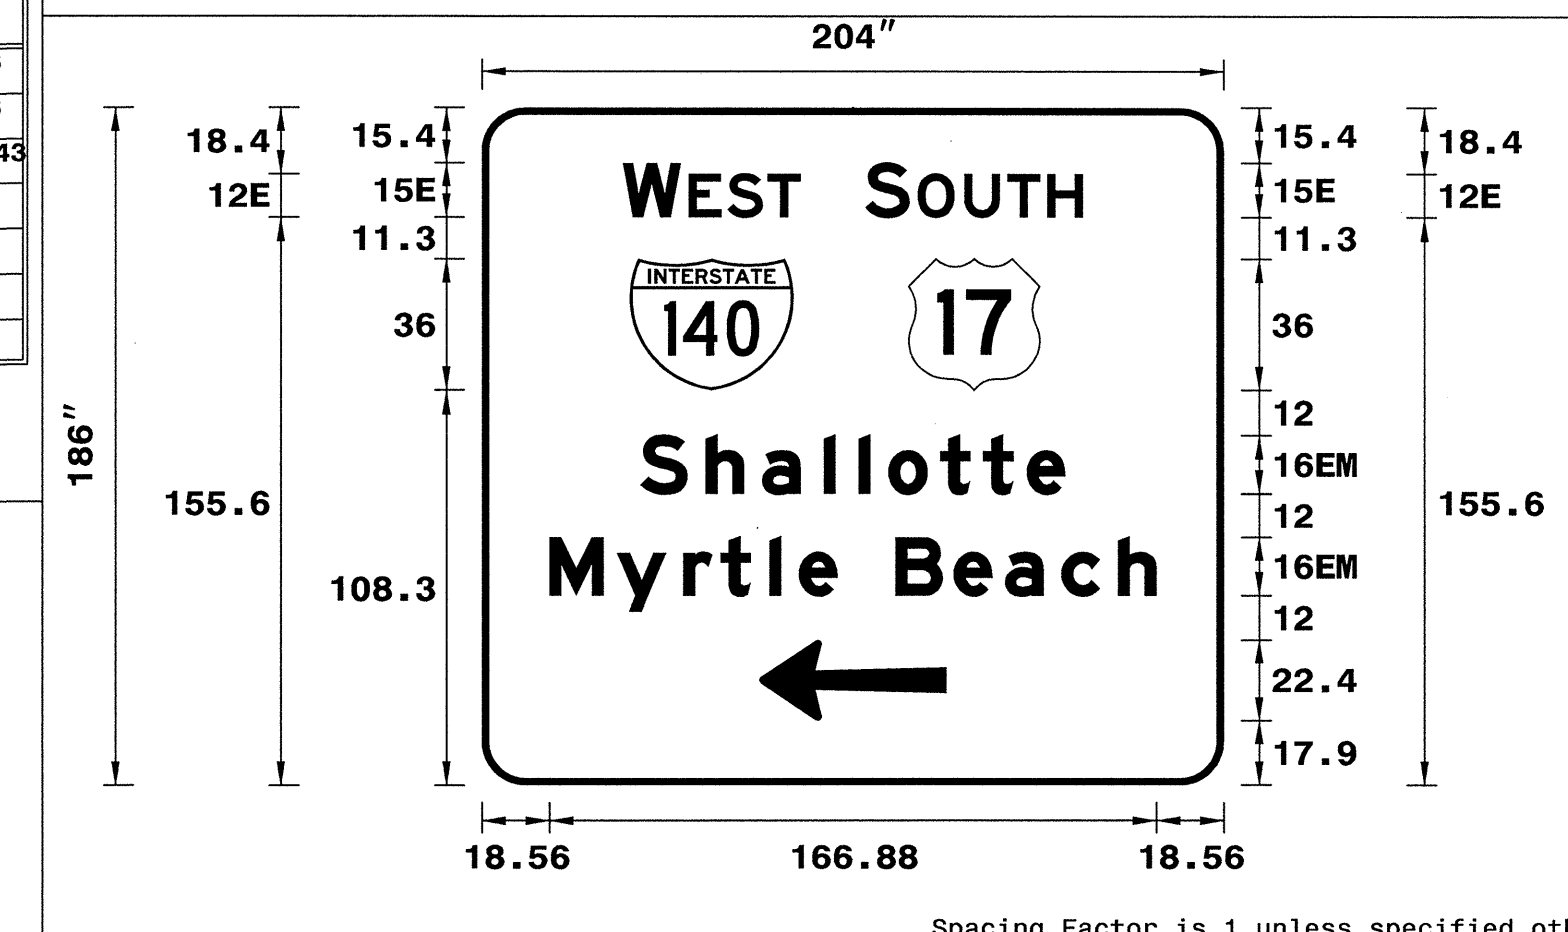 204"
18.4 15.4 15.4 18.4
WEST SOUTH
12E 15E 15E 12E
11.3 11.3
INTERSTATE
140 17
36 36
12
186"
Shallotte
16EM
155.6 12 155.6
Myrtle Beach
16EM
108.3
12
22.4
17.9
18.56 166.88 18.56
43
Spacing Factor is 1 unless specified